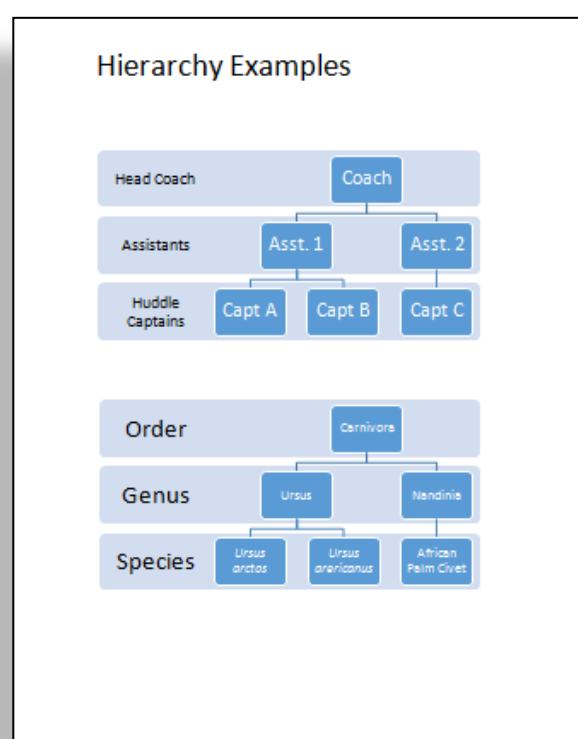 Hierarchy Examples
Head Coach
Coach
Assistants
Asst. 1
Asst. 2
Huddle
Captains
Capt A
Capt B
Capt C
Order
Carnivora
Genus
Ursus
Nandinia
Species
Ursus
arctos
Ursus
arericanus
African
Palm Civet